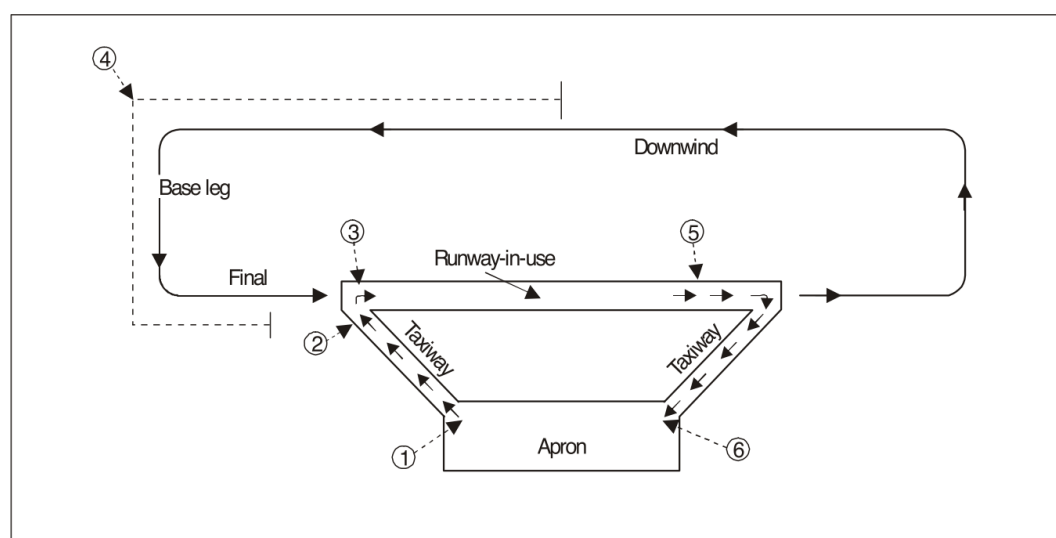 ④
Downwind
Base leg
③
⑤
Runway-in-use
Final
②
Taxiway
Taxiway
①
Apron
⑥